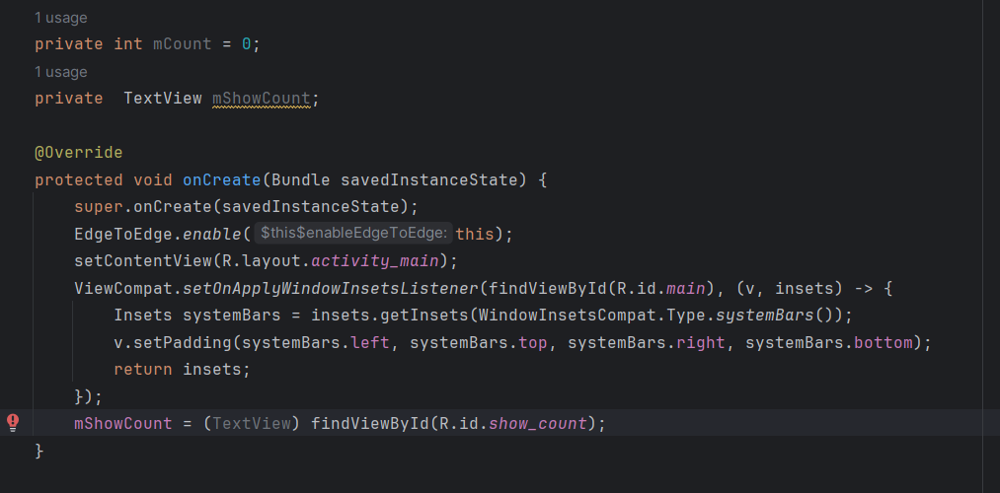 1 usage
private int mCount = 0;
1 usage
private  TextView mShowCount;
@Override
protected void onCreate(Bundle savedInstanceState) {
super.onCreate(savedInstanceState);
EdgeToEdge.enable( $this$enableEdgeToEdge: this);
setContentView(R.layout.activity_main);
ViewCompat.setOnApplyWindowInsetsListener(findViewById(R.id.main), (v, insets) -> {
Insets systemBars = insets.getInsets(WindowInsetsCompat.Type.systemBars());
v.setPadding(systemBars.left, systemBars.top, systemBars.right, systemBars.bottom);
return insets;
});
mShowCount = (TextView) findViewById(R.id.show_count);
}